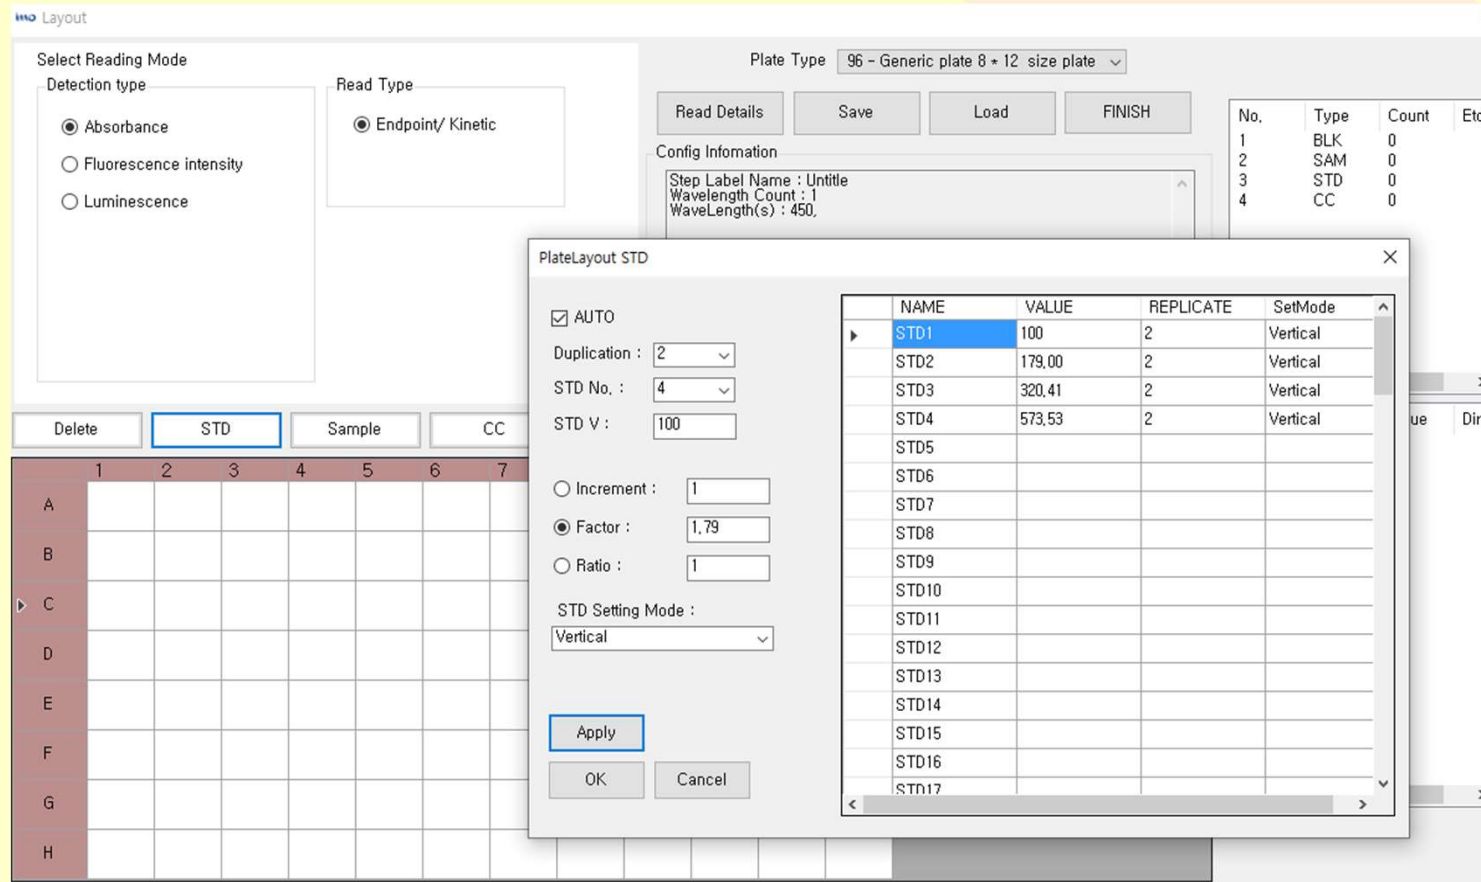 imo Layout
Select Reading Mode
Detection type
Absorbance
Fluorescence intensity
Luminescence
Read Type
Endpoint/ Kinetic
Plate Type 96 - Generic plate 8 * 12 size plate
Read Details Save Load FINISH
Config Infomation
Step Label Name : Untitle
Wavelength Count : 1
WaveLength(s) : 450,
No, Type Count Etc
1 BLK 0
2 SAM 0
3 STD 0
4 CC 0
Delete STD Sample CC
ue Dir
1 2 3 4 5 6 7
A
B
C
D
E
F
G
H
PlateLayout STD
AUTO
Duplication : 2
STD No, : 4
STD V : 100
Increment : 1
Factor : 1,79
Ratio : 1
STD Setting Mode :
Vertical
Apply
OK Cancel
NAME VALUE REPLICATE SetMode
STD1 100 2 Vertical
STD2 179,00 2 Vertical
STD3 320,41 2 Vertical
STD4 573,53 2 Vertical
STD5
STD6
STD7
STD8
STD9
STD10
STD11
STD12
STD13
STD14
STD15
STD16
STD17